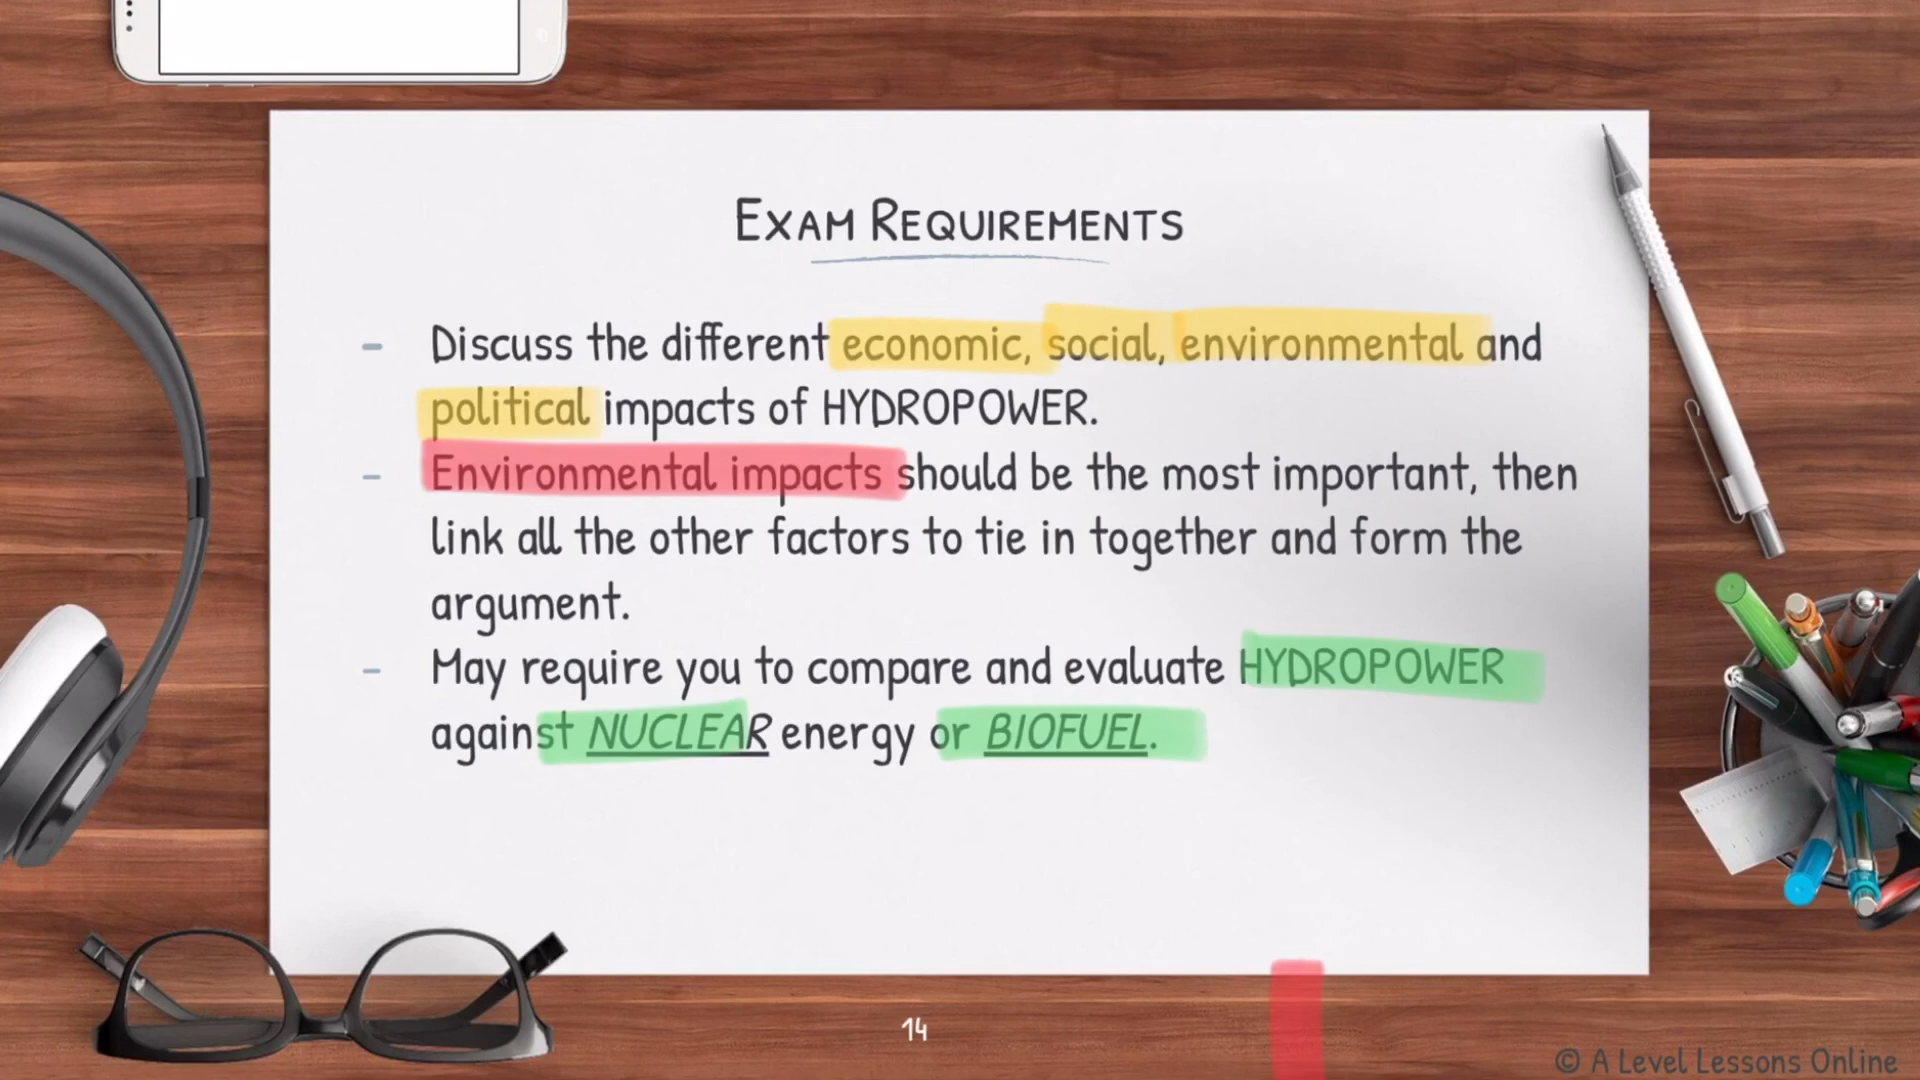 EXAM REQUIREMENTS
- Discuss the different economic, social, environmental and
political impacts of HYDROPOWER.
- Environmental impacts should be the most important, then
link all the other factors to tie in together and form the
argument.
- May require you to compare and evaluate HYDROPOWER
against NUCLEAR energy or BIOFUEL.
14
© A Level Lessons Online